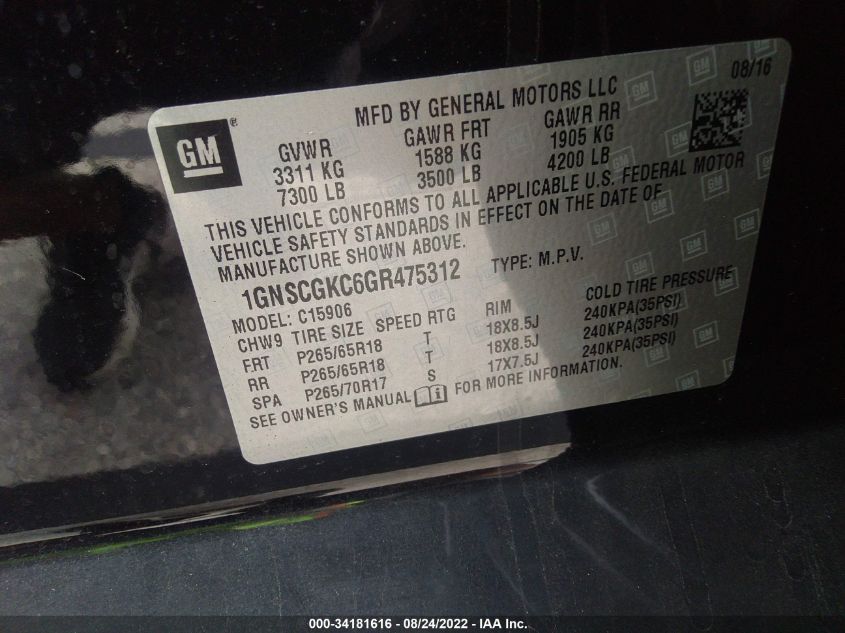 08/16
MFD BY GENERAL MOTORS LLC
GM®
GVWR GAWR FRT GAWR RR
3311 KG 1588 KG 1905 KG
7300 LB 3500 LB 4200 LB
THIS VEHICLE CONFORMS TO ALL APPLICABLE U.S. FEDERAL MOTOR
VEHICLE SAFETY STANDARDS IN EFFECT ON THE DATE OF
MANUFACTURE SHOWN ABOVE.
1GNSCGKC6GR475312 TYPE: M.P.V.
MODEL: C15906
CHW9 TIRE SIZE SPEED RTG RIM COLD TIRE PRESSURE
FRT P265/65R18 T 18X8.5J 240KPA(35PSI)
RR P265/65R18 T 18X8.5J 240KPA(35PSI)
SPA P265/70R17 S 17X7.5J 240KPA(35PSI)
SEE OWNER'S MANUAL FOR MORE INFORMATION.
000-34181616 - 08/24/2022 - IAA Inc.